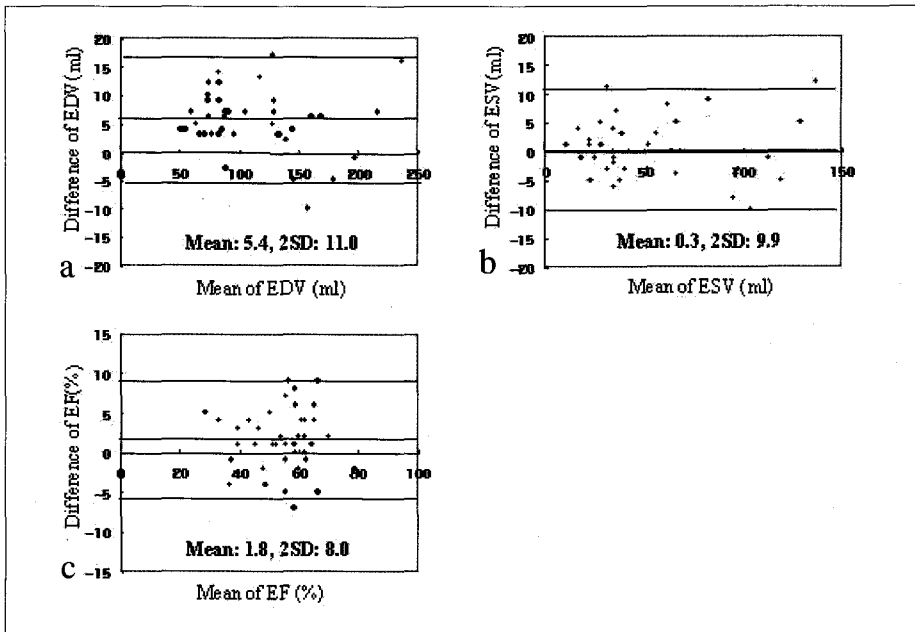 a
Difference of EDV (ml)
20
15
10
5
0
−5
−10
−15
−20
0 50 100 150 200 250
Mean: 5.4, 2SD: 11.0
Mean of EDV (ml)
b
Difference of ESV (ml)
20
15
10
5
0
−5
−10
−15
−20
0 50 100 150
Mean: 0.3, 2SD: 9.9
Mean of ESV (ml)
c
Difference of EF(%)
15
10
5
0
−5
−10
−15
0 20 40 60 80 100
Mean: 1.8, 2SD: 8.0
Mean of EF (%)